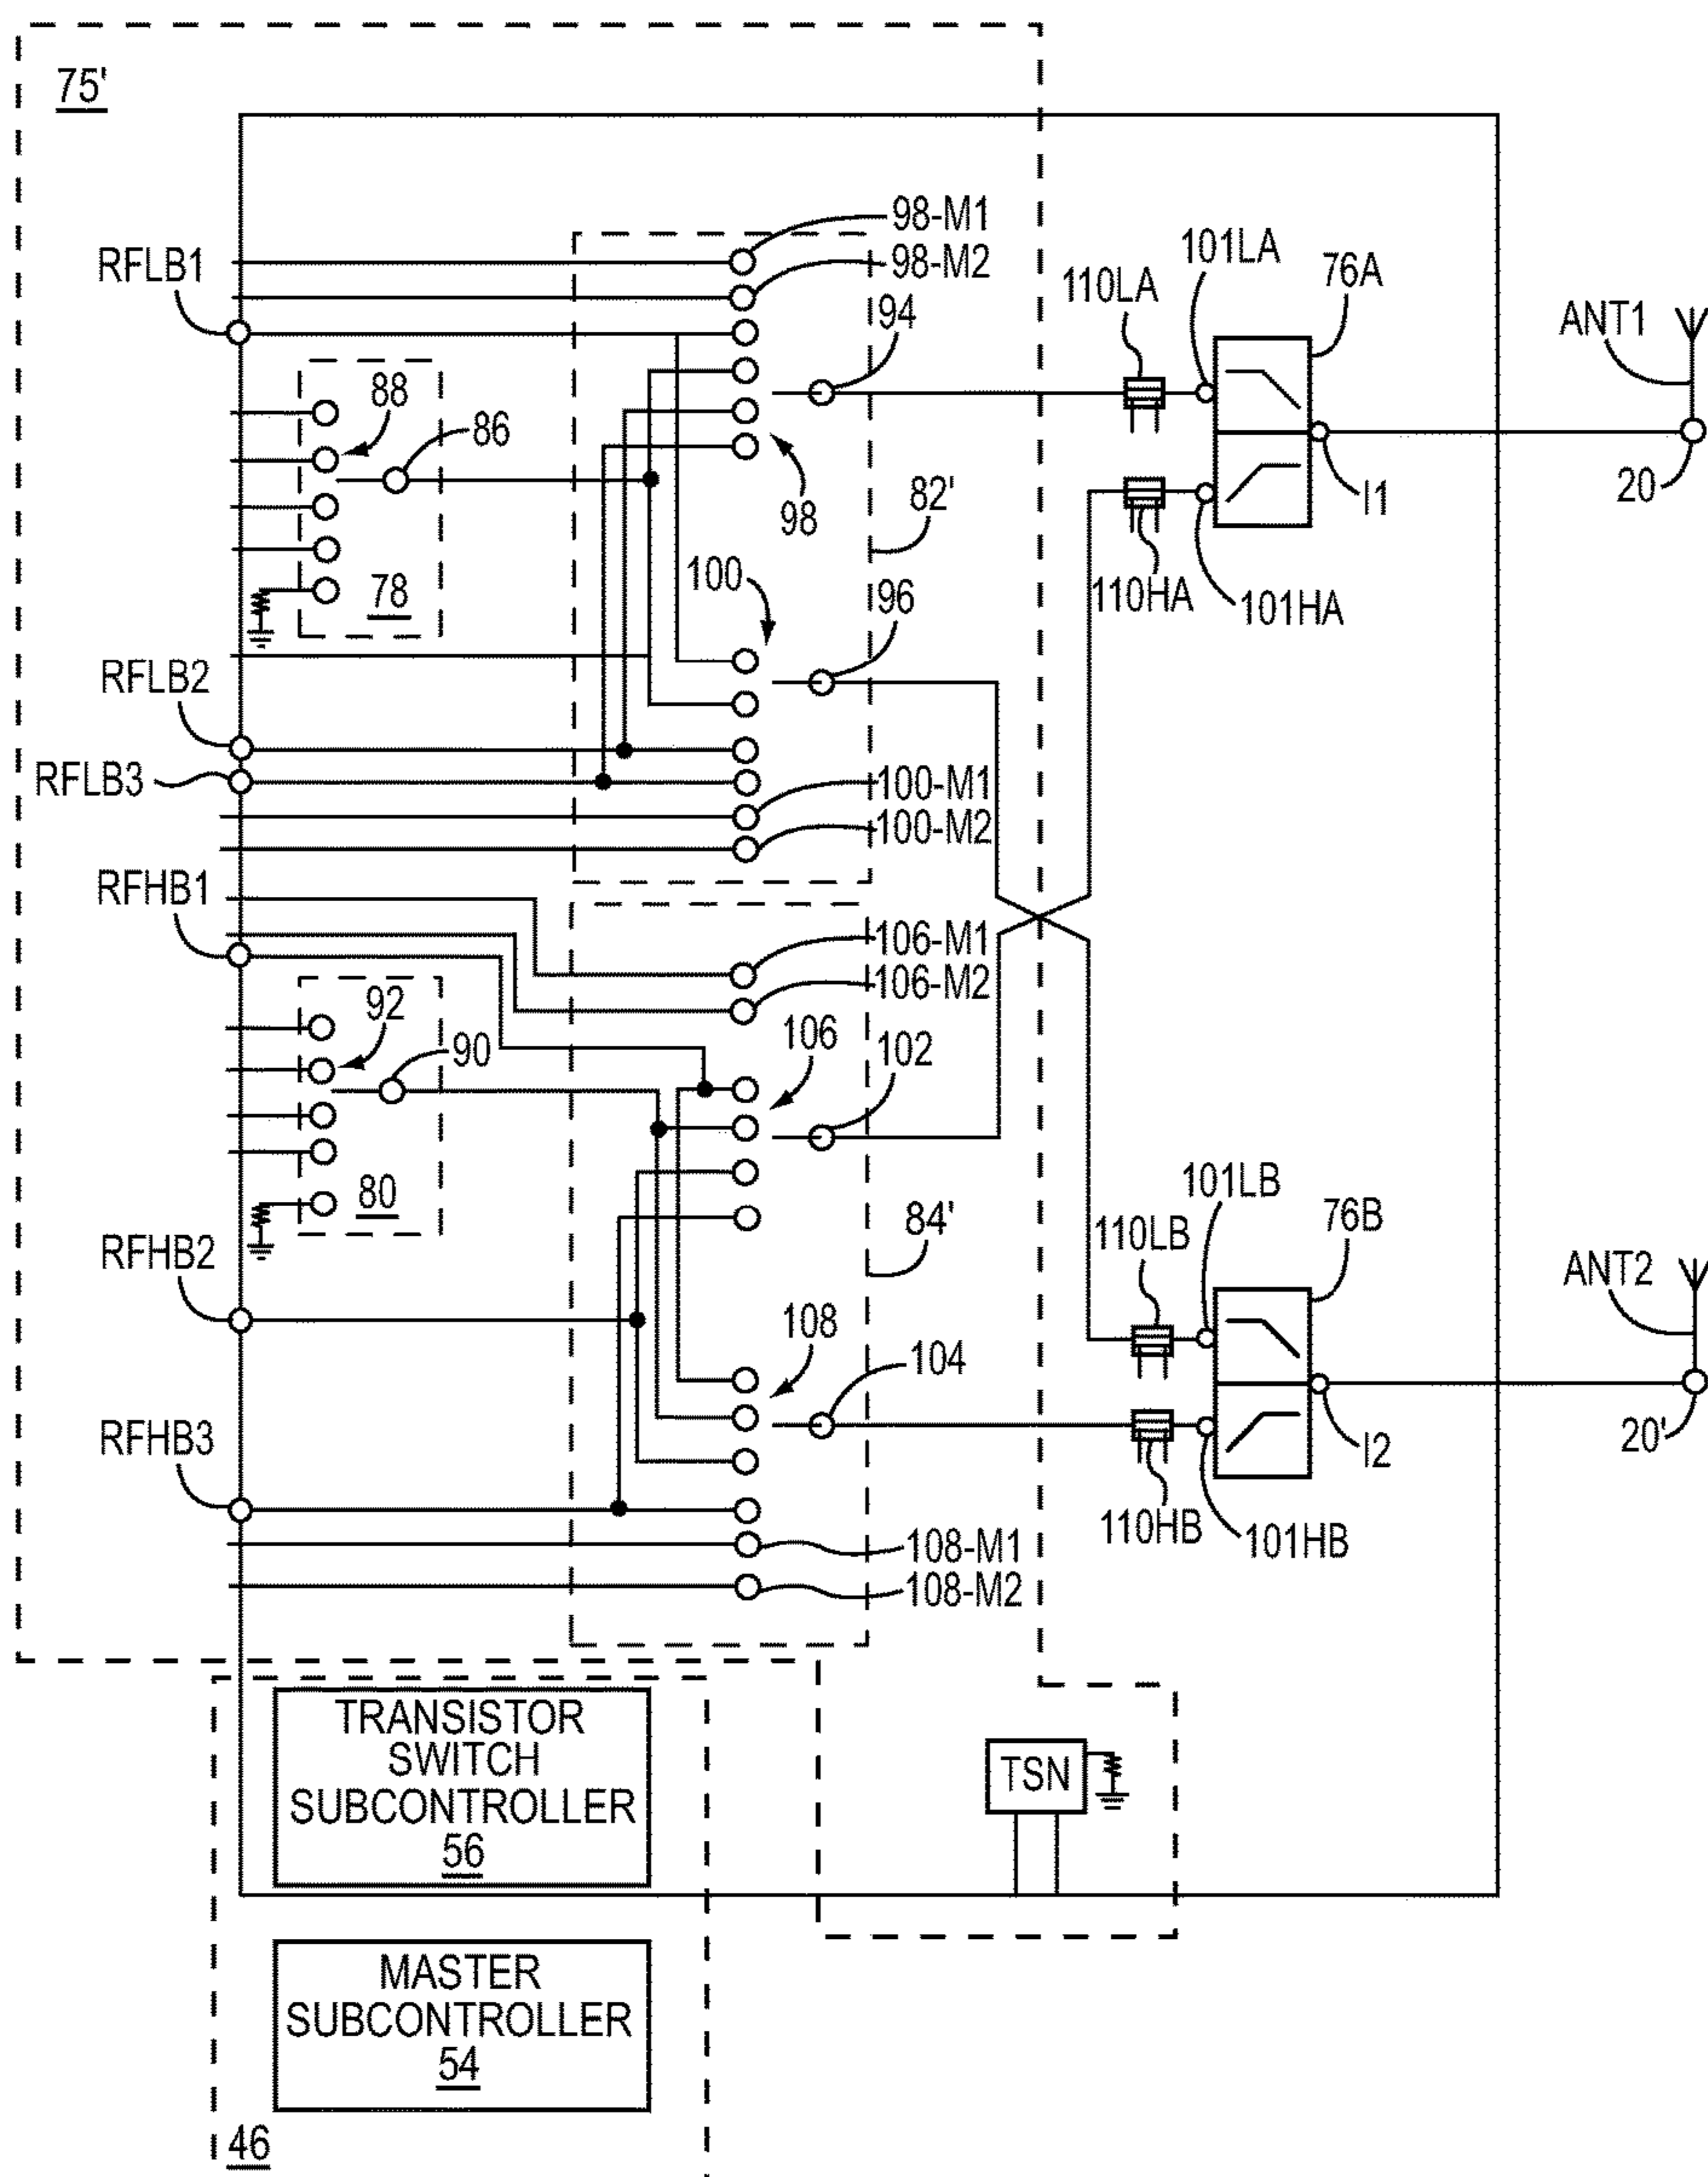 75'
98-M1
RFLB1
98-M2
101LA
76A
110LA
94
ANT1
88
86
98
82'
I1
20
100
96
110HA
101HA
78
RFLB2
RFLB3
100-M1
100-M2
RFHB1
106-M1
106-M2
92
90
106
102
101LB
76B
80
84'
110LB
RFHB2
ANT2
108
104
RFHB3
I2
20'
110HB
101HB
108-M1
108-M2
TRANSISTOR
SWITCH
SUBCONTROLLER
56
TSN
MASTER
SUBCONTROLLER
54
46